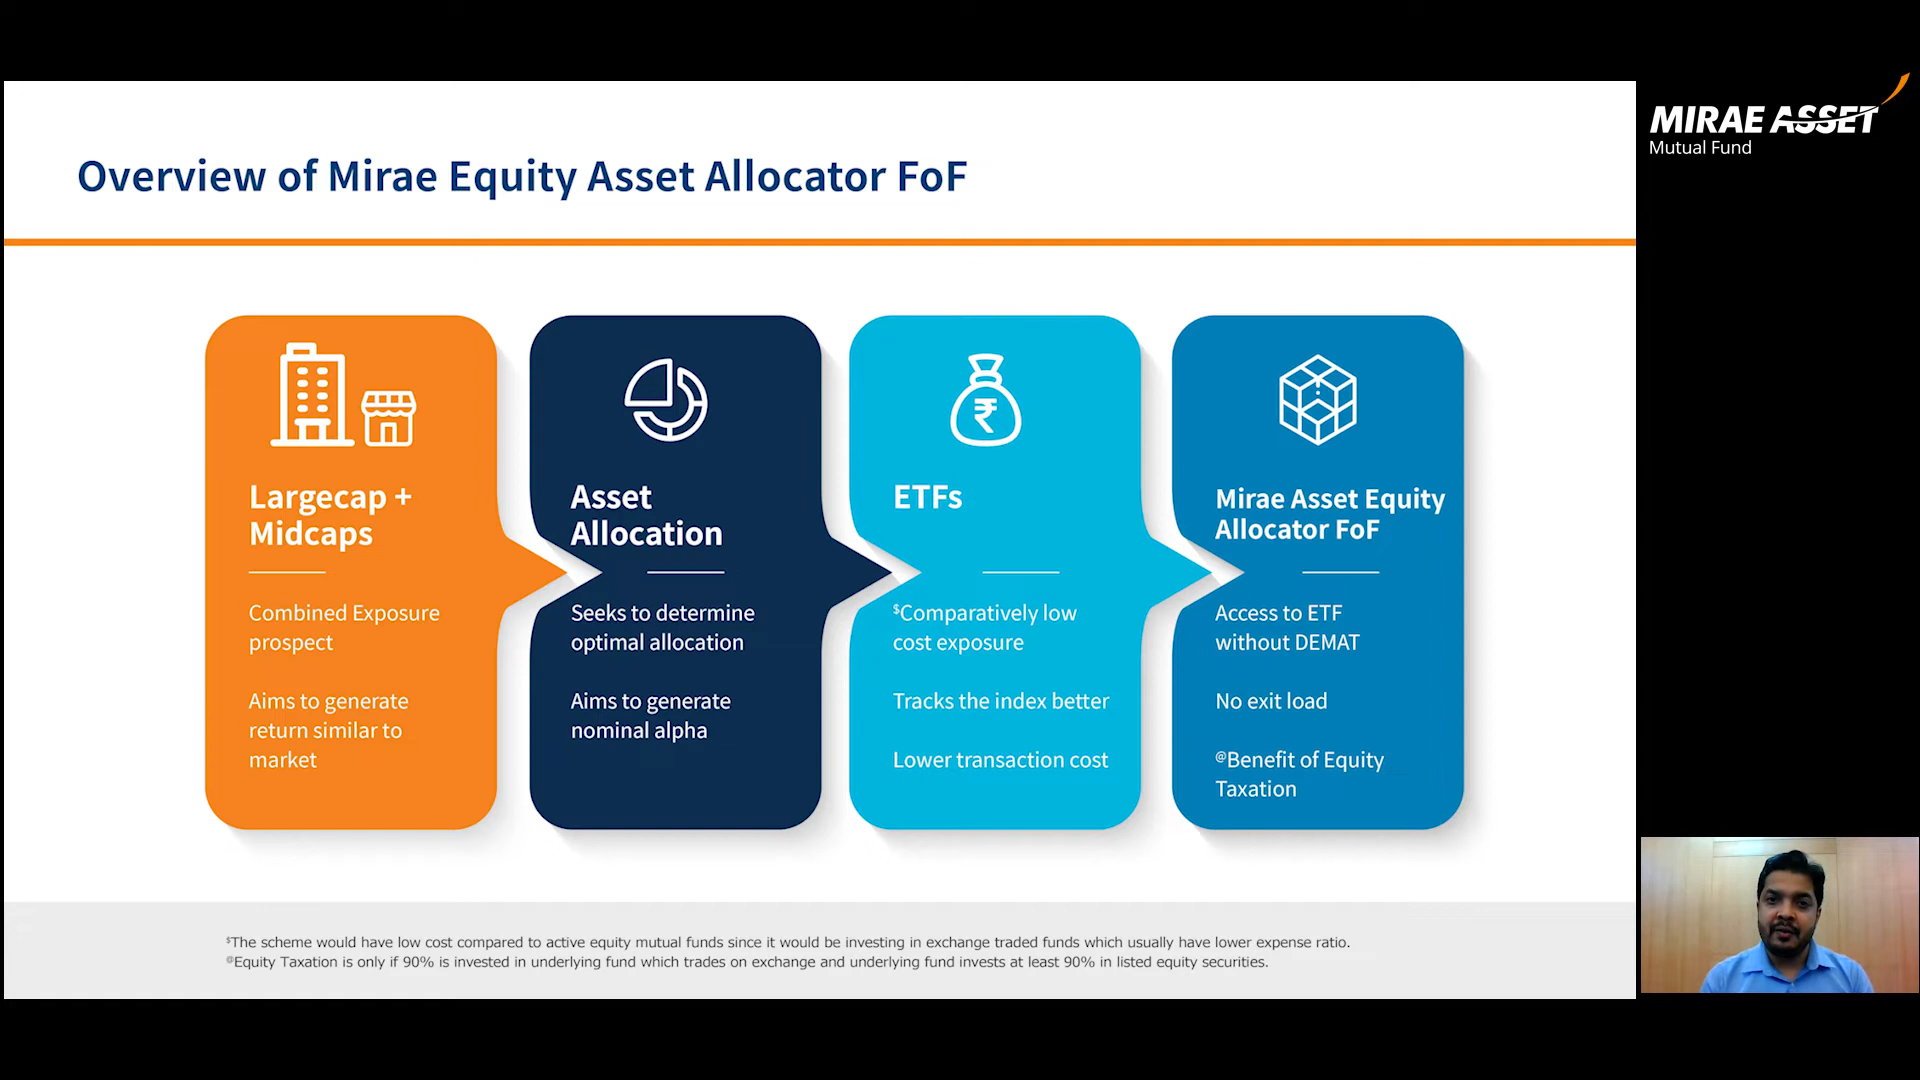 MIRAE ASSET
Mutual Fund
Overview of Mirae Equity Asset Allocator FoF
Largecap +
Midcaps
Combined Exposure
prospect
Aims to generate
return similar to
market
Asset
Allocation
Seeks to determine
optimal allocation
Aims to generate
nominal alpha
₹
ETFs
$Comparatively low
cost exposure
Tracks the index better
Lower transaction cost
Mirae Asset Equity
Allocator FoF
Access to ETF
without DEMAT
No exit load
@Benefit of Equity
Taxation
$The scheme would have low cost compared to active equity mutual funds since it would be investing in exchange traded funds which usually have lower expense ratio.
@Equity Taxation is only if 90% is invested in underlying fund which trades on exchange and underlying fund invests at least 90% in listed equity securities.